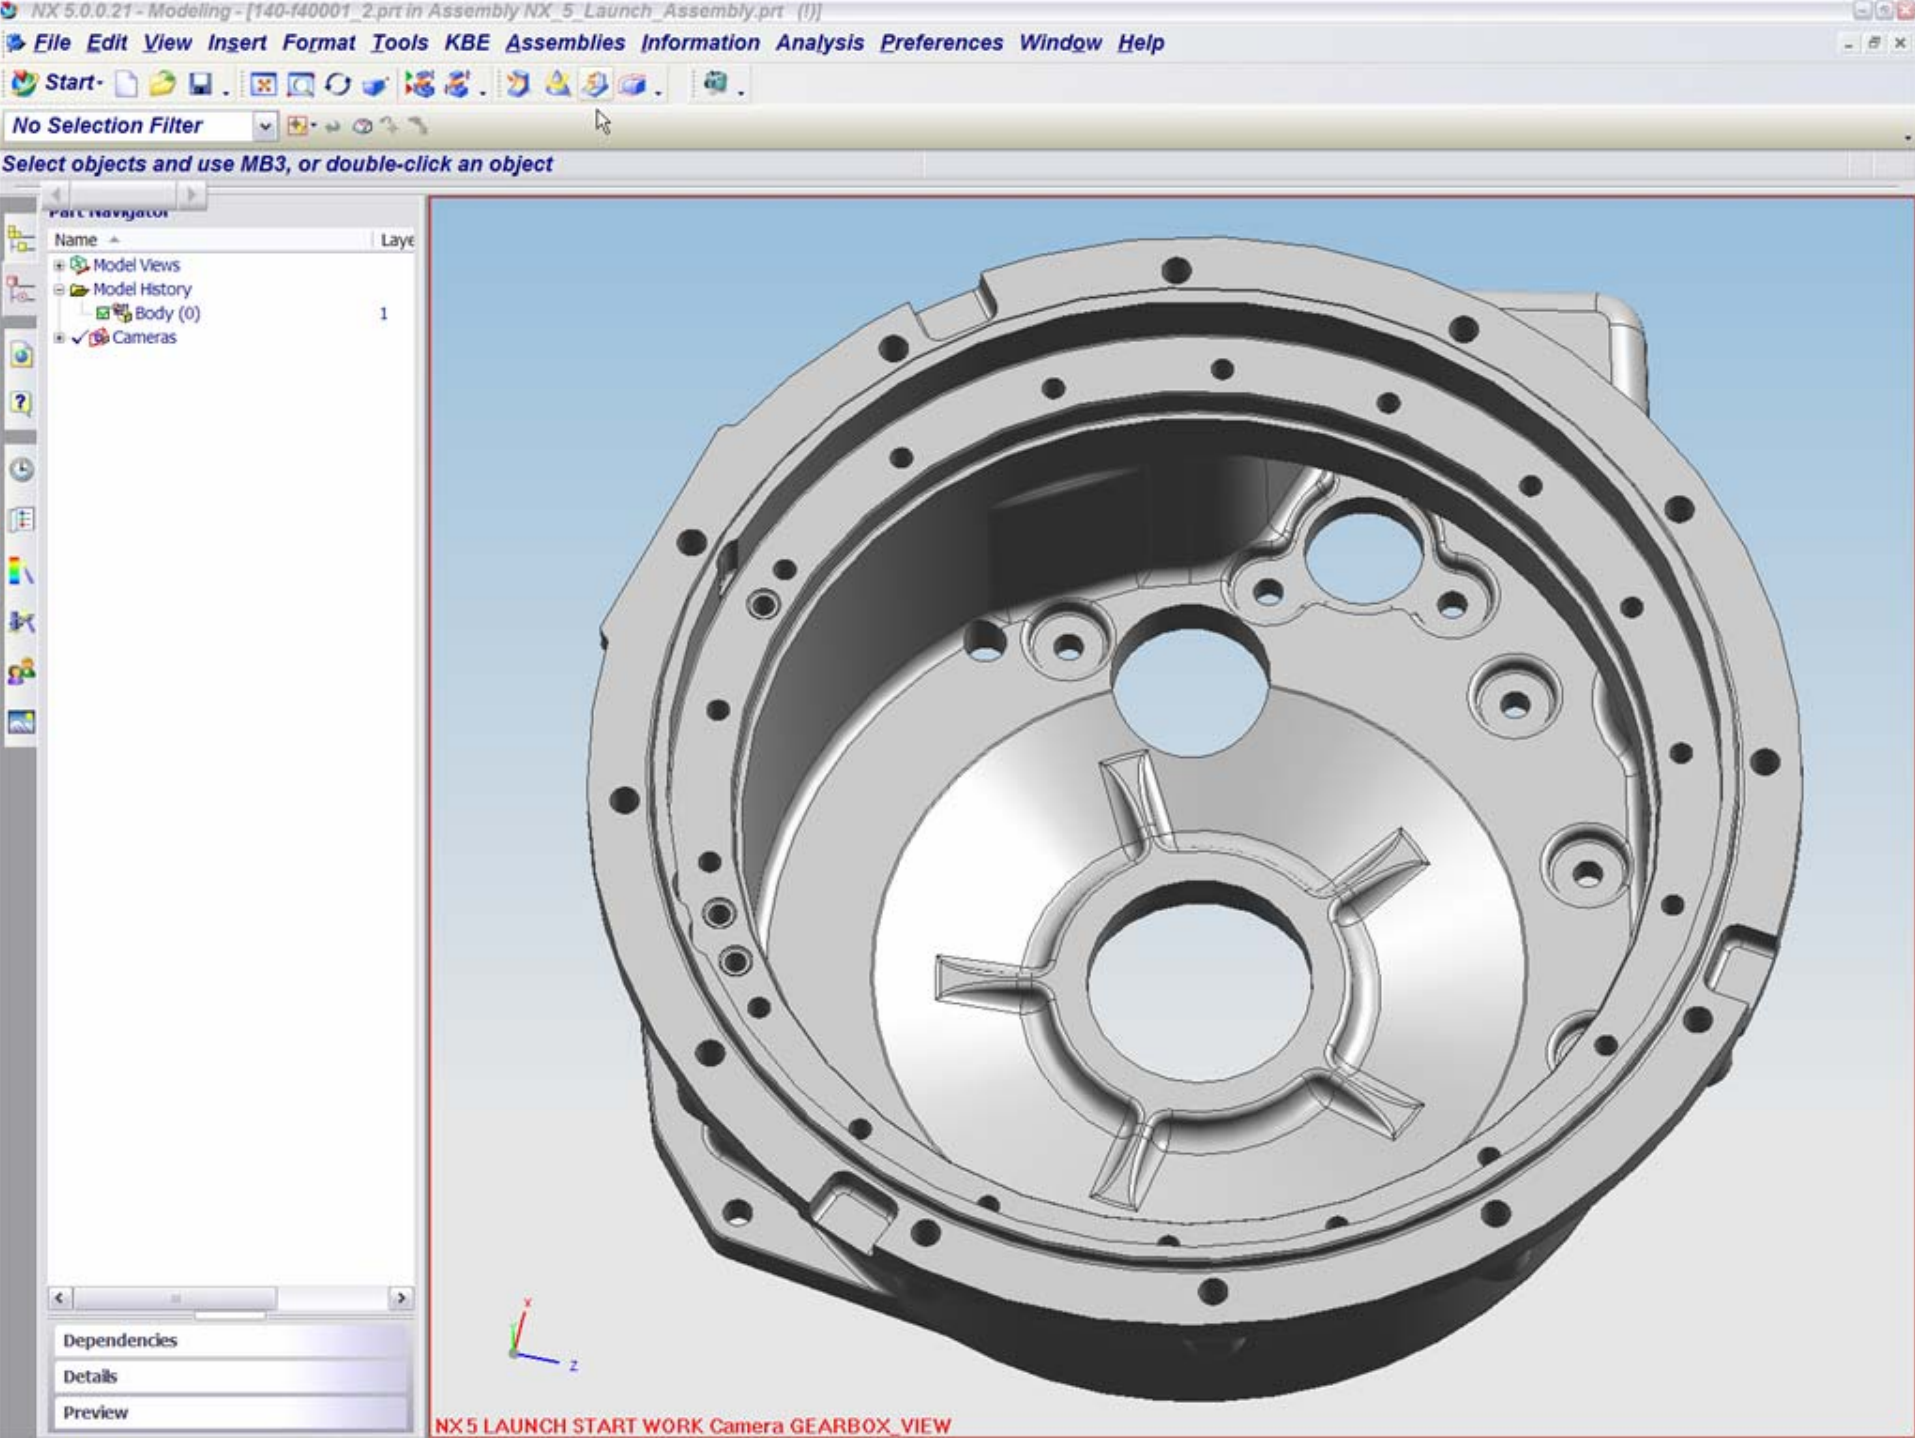 NX 5.0.0.21 - Modeling - [140-f40001_2.prt in Assembly NX_5_Launch_Assembly.prt (!)]
File Edit View Insert Format Tools KBE Assemblies Information Analysis Preferences Window Help
Start
No Selection Filter
Select objects and use MB3, or double-click an object
Part Navigator
Name Laye
Model Views
Model History
Body (0) 1
Cameras
Dependencies
Details
Preview
X
Y
Z
NX 5 LAUNCH START WORK Camera GEARBOX_VIEW